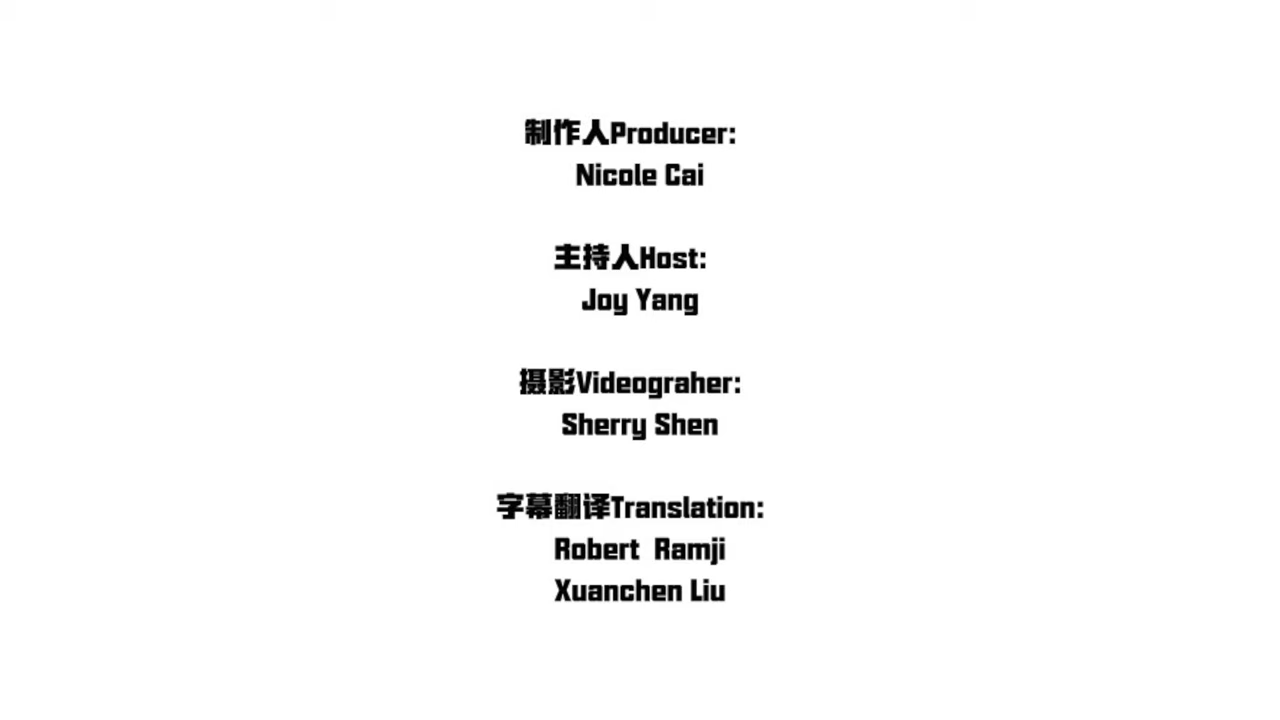 制作人Producer:
Nicole Cai
主持人Host:
Joy Yang
摄影Videograher:
Sherry Shen
字幕翻译Translation:
Robert  Ramji
Xuanchen Liu